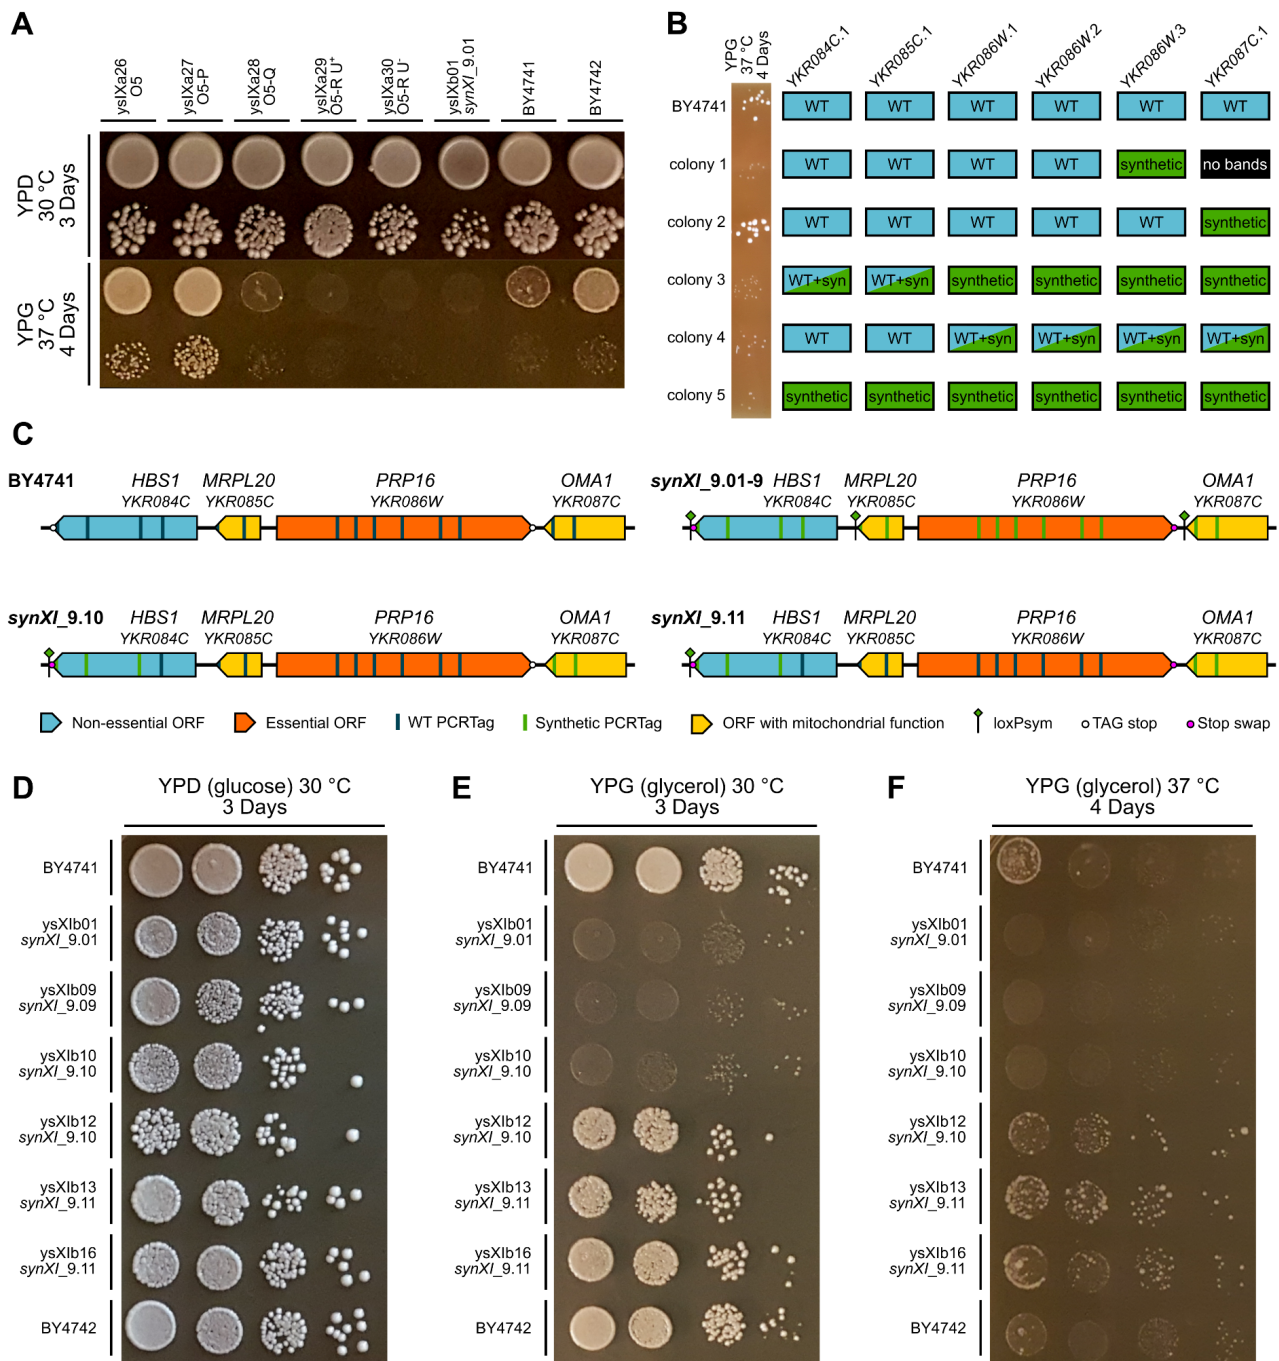 A
ysIXa26
O5
ysIXa27
O5-P
ysIXa28
O5-Q
ysIXa29
O5-R U+
ysIXa30
O5-R U-
ysIXb01
synXI_9.01
BY4741
BY4742
YPD
30 °C
3 Days
YPG
37 °C
4 Days
B
YPG
37 °C
4 Days
YKR084C.1
YKR085C.1
YKR086W.1
YKR086W.2
YKR086W.3
YKR087C.1
BY4741 WT WT WT WT WT WT
colony 1 WT WT WT WT synthetic no bands
colony 2 WT WT WT WT WT synthetic
colony 3 WT+syn WT+syn synthetic synthetic synthetic synthetic
colony 4 WT WT WT+syn WT+syn WT+syn WT+syn
colony 5 synthetic synthetic synthetic synthetic synthetic synthetic
C
BY4741 HBS1 MRPL20 PRP16 OMA1
YKR084C YKR085C YKR086W YKR087C
synXI_9.01-9 HBS1 MRPL20 PRP16 OMA1
YKR084C YKR085C YKR086W YKR087C
synXI_9.10 HBS1 MRPL20 PRP16 OMA1
YKR084C YKR085C YKR086W YKR087C
synXI_9.11 HBS1 MRPL20 PRP16 OMA1
YKR084C YKR085C YKR086W YKR087C
Non-essential ORF Essential ORF WT PCRTag Synthetic PCRTag ORF with mitochondrial function loxPsym TAG stop Stop swap
D
YPD (glucose) 30 °C
3 Days
BY4741
ysXIb01
synXI_9.01
ysXIb09
synXI_9.09
ysXIb10
synXI_9.10
ysXIb12
synXI_9.10
ysXIb13
synXI_9.11
ysXIb16
synXI_9.11
BY4742
E
YPG (glycerol) 30 °C
3 Days
BY4741
ysXIb01
synXI_9.01
ysXIb09
synXI_9.09
ysXIb10
synXI_9.10
ysXIb12
synXI_9.10
ysXIb13
synXI_9.11
ysXIb16
synXI_9.11
BY4742
F
YPG (glycerol) 37 °C
4 Days
BY4741
ysXIb01
synXI_9.01
ysXIb09
synXI_9.09
ysXIb10
synXI_9.10
ysXIb12
synXI_9.10
ysXIb13
synXI_9.11
ysXIb16
synXI_9.11
BY4742